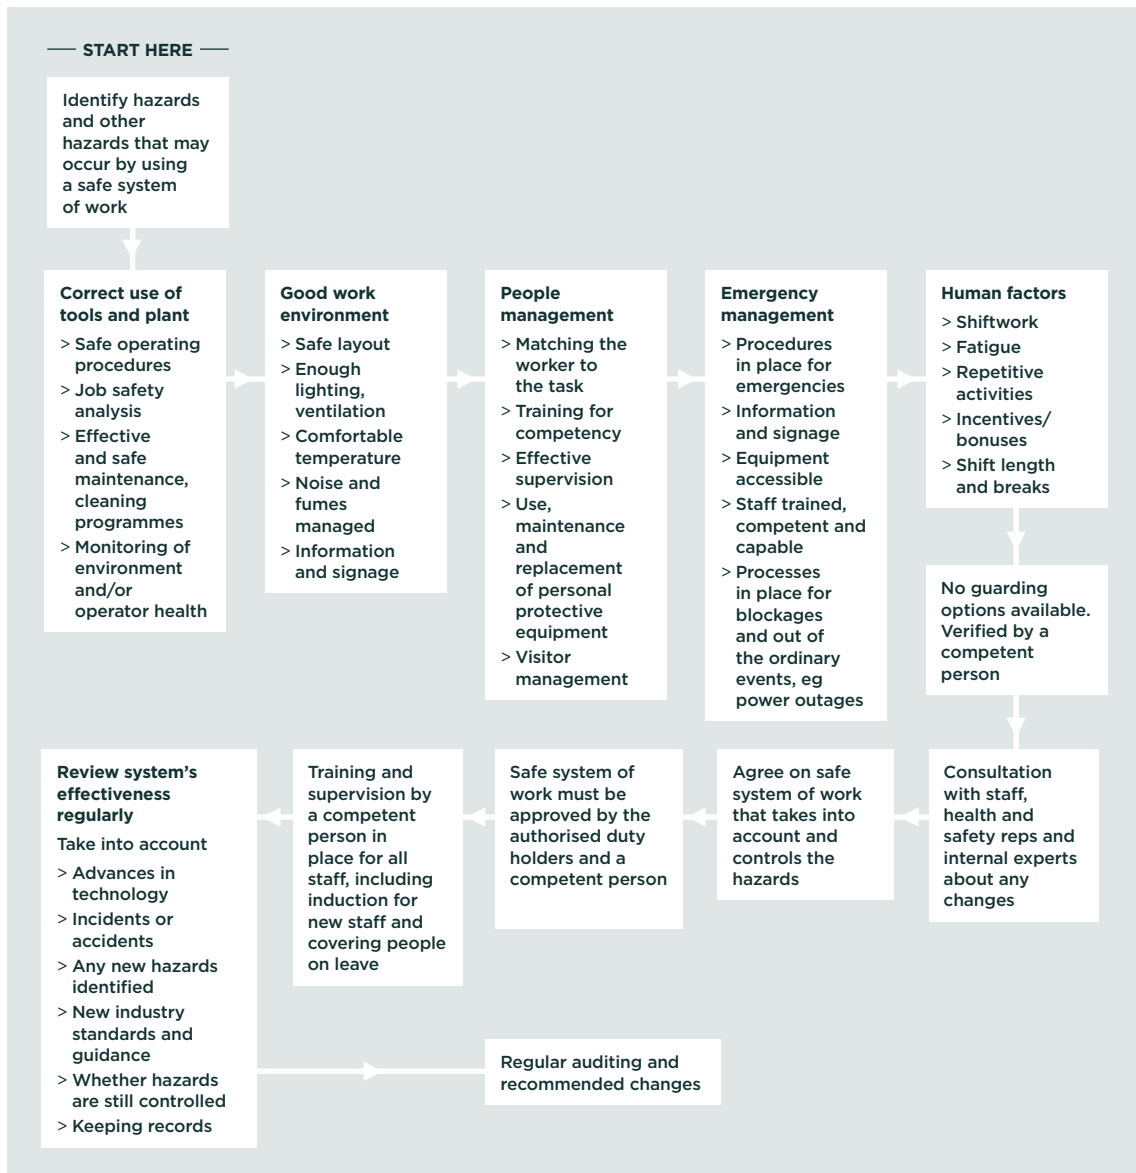 START HERE
Identify hazards
and other
hazards that may
occur by using
a safe system
of work
Correct use of
tools and plant
> Safe operating
procedures
> Job safety
analysis
> Effective
and safe
maintenance,
cleaning
programmes
> Monitoring of
environment
and/or
operator health
Good work
environment
> Safe layout
> Enough
lighting,
ventilation
> Comfortable
temperature
> Noise and
fumes
managed
> Information
and signage
People
management
> Matching the
worker to
the task
> Training for
competency
> Effective
supervision
> Use,
maintenance
and
replacement
of personal
protective
equipment
> Visitor
management
Emergency
management
> Procedures
in place for
emergencies
> Information
and signage
> Equipment
accessible
> Staff trained,
competent and
capable
> Processes
in place for
blockages
and out of
the ordinary
events, eg
power outages
Human factors
> Shiftwork
> Fatigue
> Repetitive
activities
> Incentives/
bonuses
> Shift length
and breaks
No guarding
options available.
Verified by a
competent
person
Consultation
with staff,
health and
safety reps and
internal experts
about any
changes
Agree on safe
system of work
that takes into
account and
controls the
hazards
Safe system of
work must be
approved by the
authorised duty
holders and a
competent person
Training and
supervision by
a competent
person in
place for all
staff, including
induction for
new staff and
covering people
on leave
Review system's
effectiveness
regularly
Take into account
> Advances in
technology
> Incidents or
accidents
> Any new hazards
identified
> New industry
standards and
guidance
> Whether hazards
are still controlled
> Keeping records
Regular auditing and
recommended changes